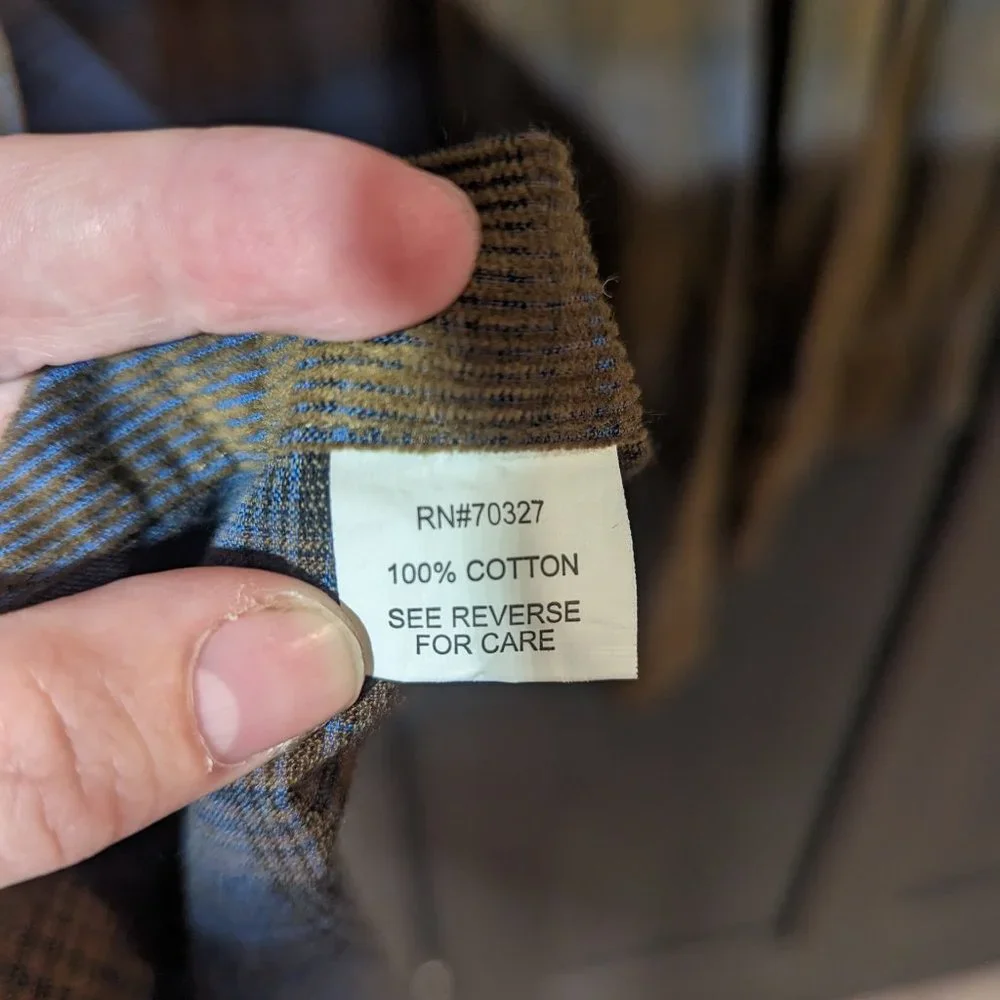 RN#70327
100% COTTON
SEE REVERSE
FOR CARE